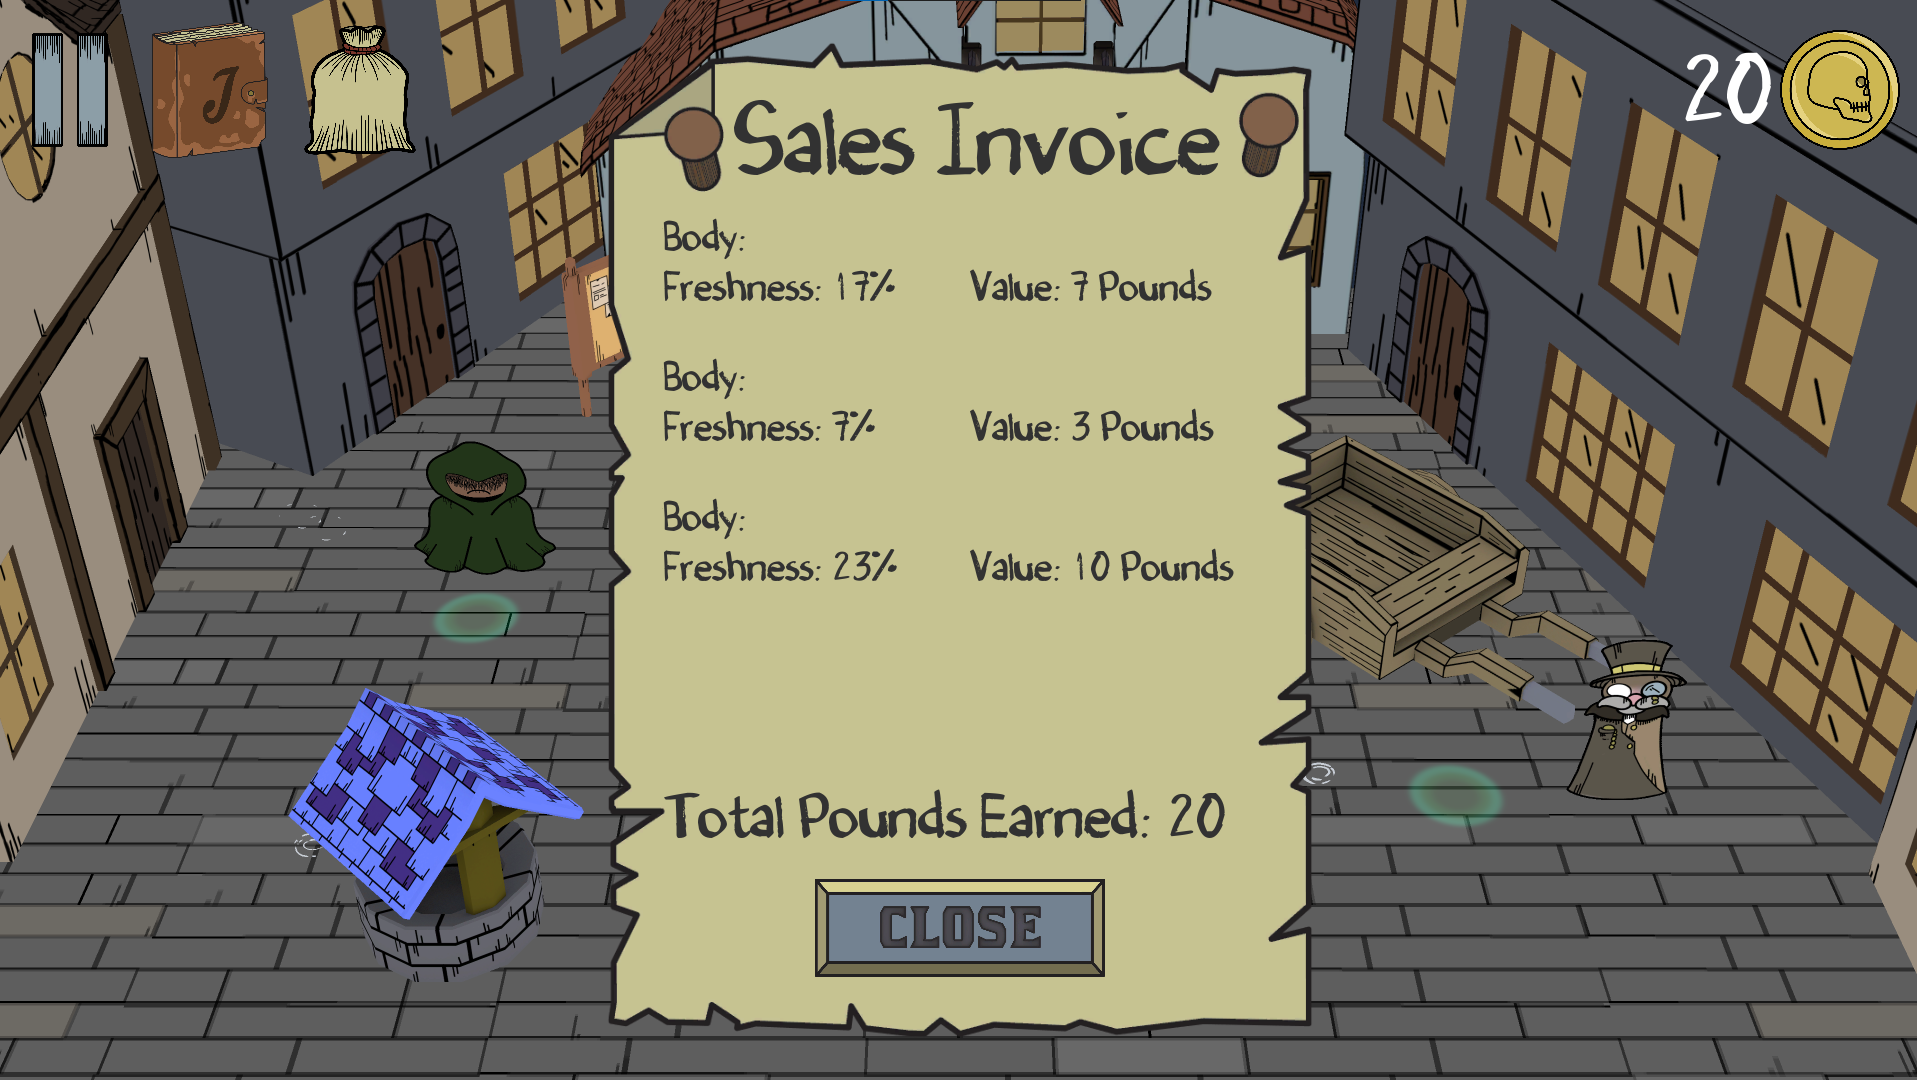 J
20
Sales Invoice
Body:
Freshness: 17% Value: 7 Pounds
Body:
Freshness: 7% Value: 3 Pounds
Body:
Freshness: 23% Value: 10 Pounds
Total Pounds Earned: 20
CLOSE